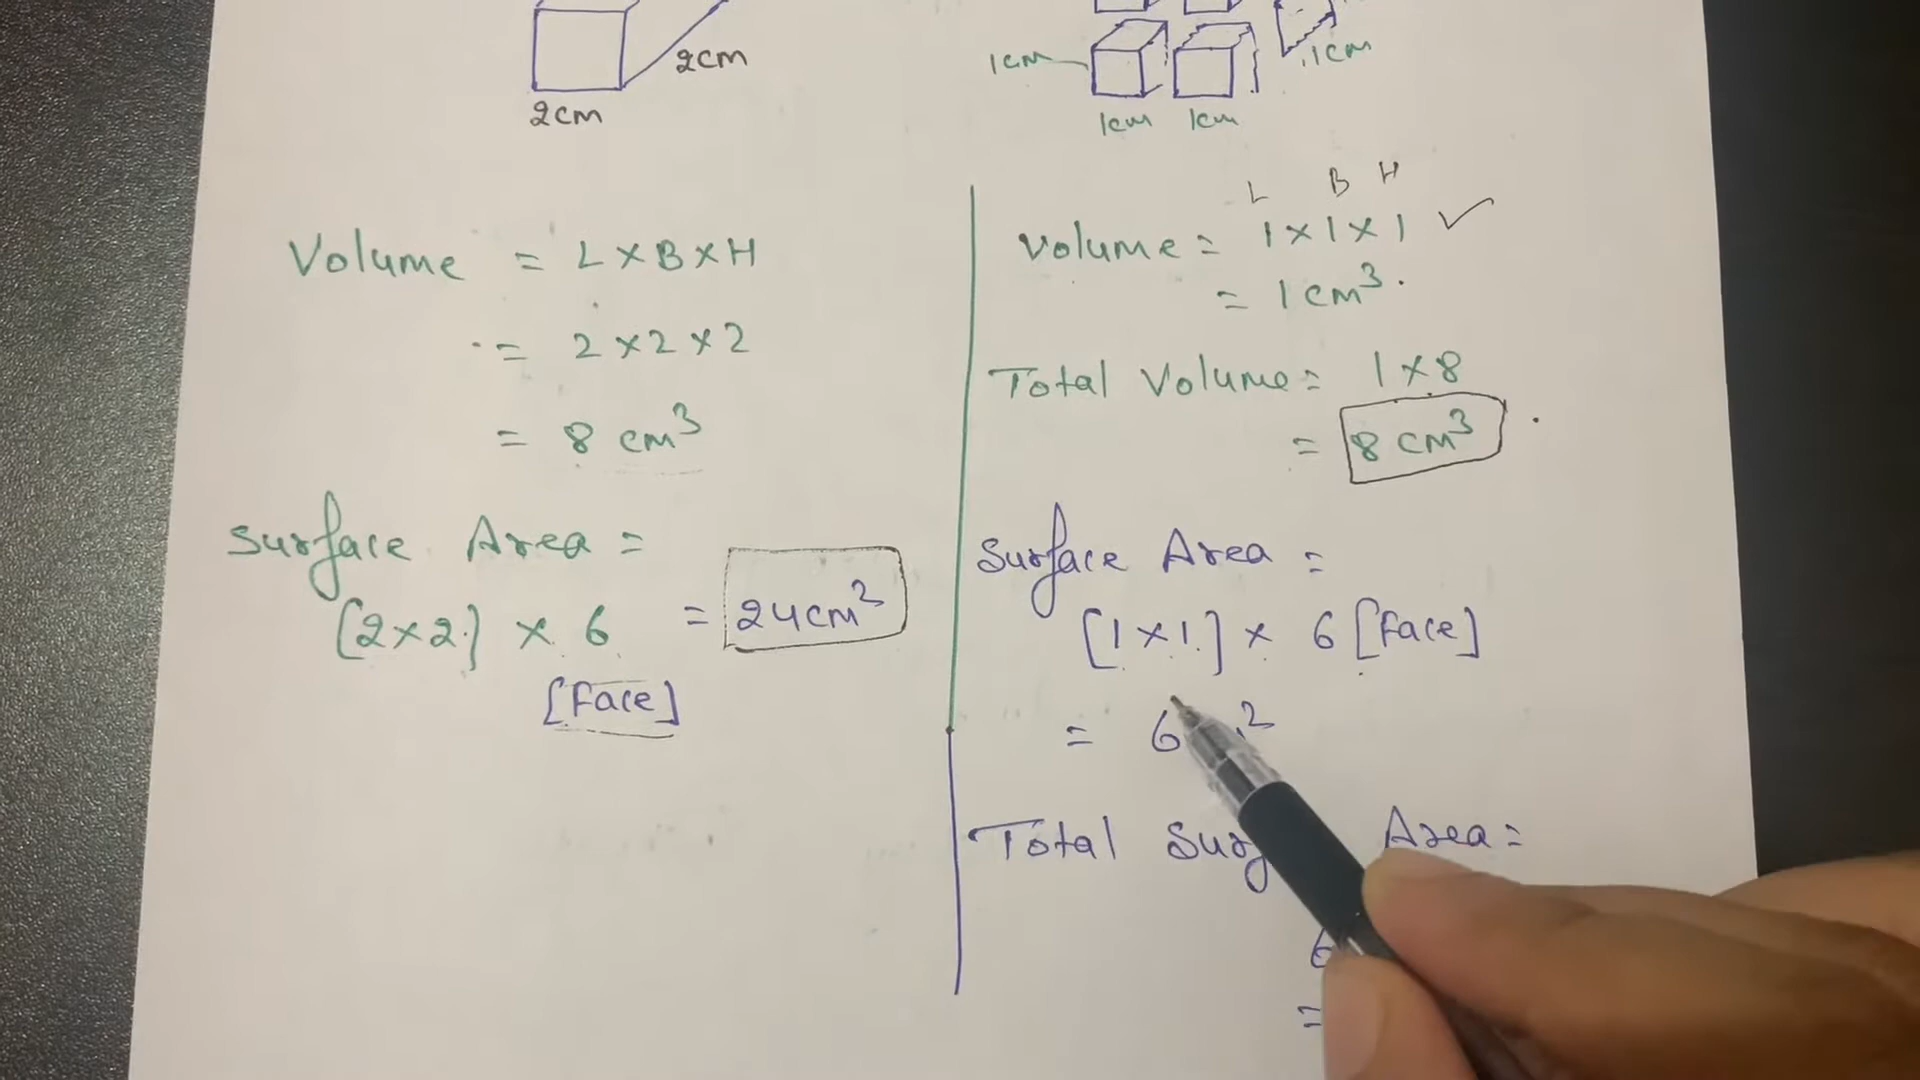 2cm
2cm
1cm
1cm
1cm 1cm
Volume = L×B×H
= 2×2×2
= 8 cm³
Surface Area =
[2×2] × 6 = 24cm²
[Face]
L B H
Volume = 1×1×1 ✓
= 1cm³
Total Volume = 1×8
= 8 cm³
Surface Area =
[1×1] × 6 [Face]
= 6 ²
Total Area =
6
=